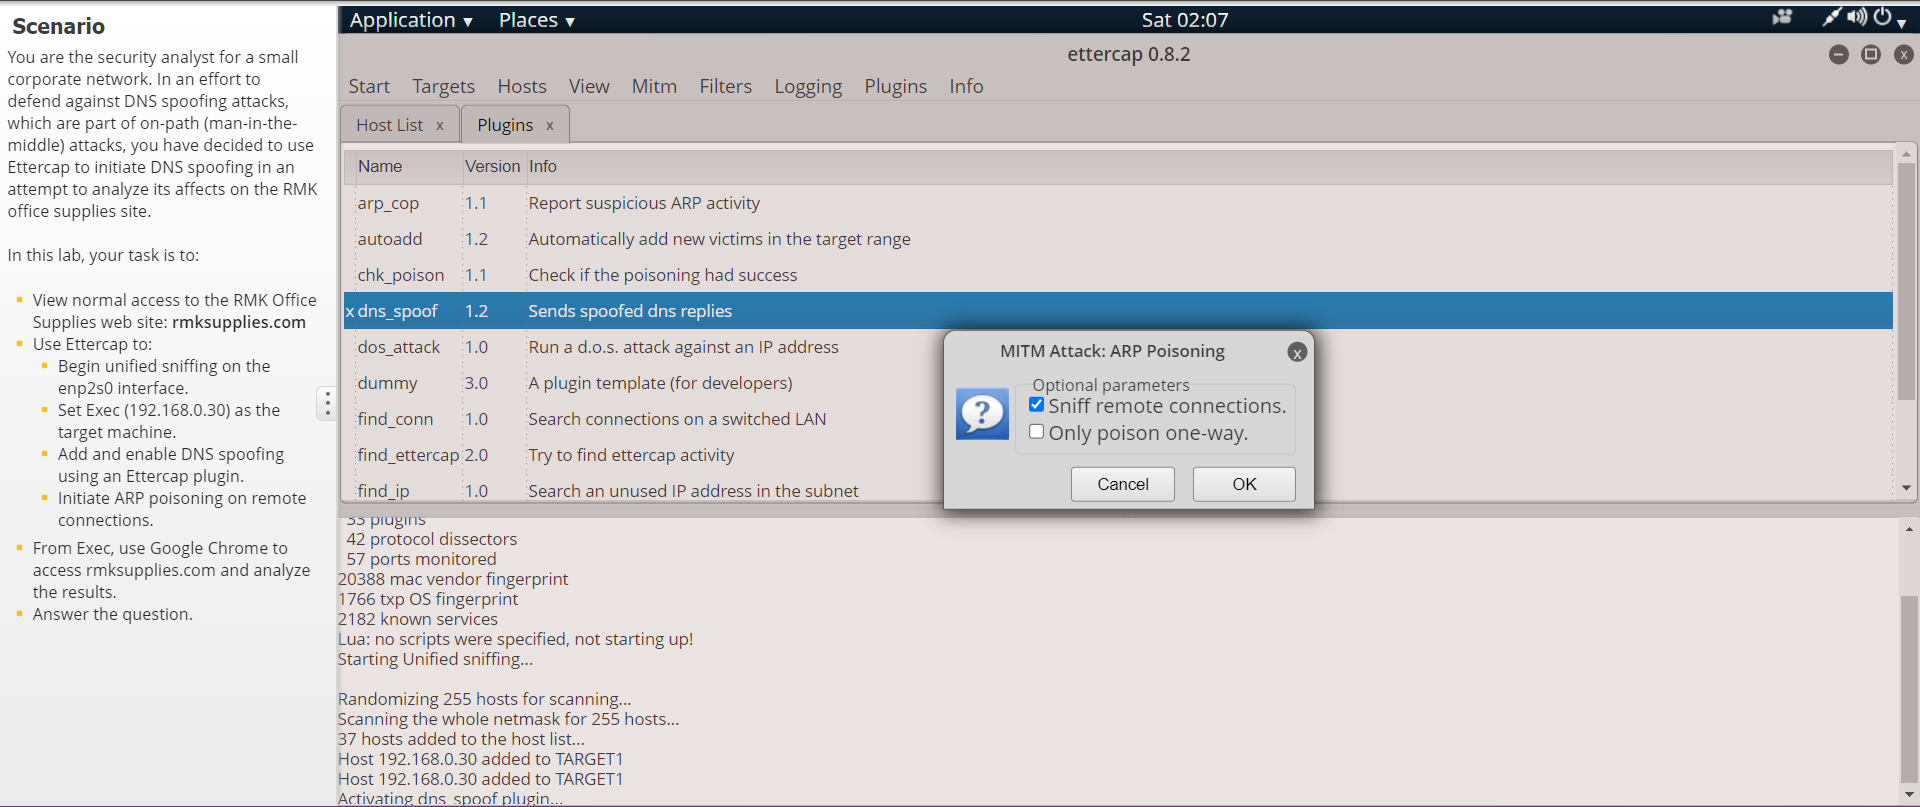 Scenario
You are the security analyst for a small
corporate network. In an effort to
defend against DNS spoofing attacks,
which are part of on-path (man-in-the-
middle) attacks, you have decided to use
Ettercap to initiate DNS spoofing in an
attempt to analyze its affects on the RMK
office supplies site.
In this lab, your task is to:
View normal access to the RMK Office
Supplies web site: rmksupplies.com
Use Ettercap to:
Begin unified sniffing on the
enp2s0 interface.
Set Exec (192.168.0.30) as the
target machine.
Add and enable DNS spoofing
using an Ettercap plugin.
Initiate ARP poisoning on remote
connections.
From Exec, use Google Chrome to
access rmksupplies.com and analyze
the results.
Answer the question.
Application ▼ Places ▼ Sat 02:07
ettercap 0.8.2
Start Targets Hosts View Mitm Filters Logging Plugins Info
Host List x Plugins x
Name Version Info
arp_cop 1.1 Report suspicious ARP activity
autoadd 1.2 Automatically add new victims in the target range
chk_poison 1.1 Check if the poisoning had success
x dns_spoof 1.2 Sends spoofed dns replies
dos_attack 1.0 Run a d.o.s. attack against an IP address
dummy 3.0 A plugin template (for developers)
find_conn 1.0 Search connections on a switched LAN
find_ettercap 2.0 Try to find ettercap activity
find_ip 1.0 Search an unused IP address in the subnet
MITM Attack: ARP Poisoning x
Optional parameters
Sniff remote connections.
Only poison one-way.
Cancel OK
33 plugins
42 protocol dissectors
57 ports monitored
20388 mac vendor fingerprint
1766 txp OS fingerprint
2182 known services
Lua: no scripts were specified, not starting up!
Starting Unified sniffing...
Randomizing 255 hosts for scanning...
Scanning the whole netmask for 255 hosts...
37 hosts added to the host list...
Host 192.168.0.30 added to TARGET1
Host 192.168.0.30 added to TARGET1
Activating dns_spoof plugin...